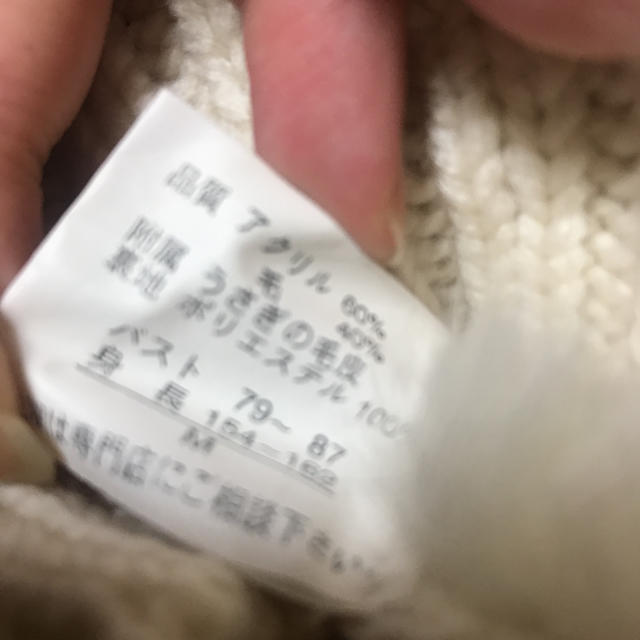 品質 アクリル 60%
毛 40%
附属 うさぎの毛皮
裏地 ポリエステル 100%
バスト 79〜 87
身 長 154〜162
M
は専門店にご相談下さい